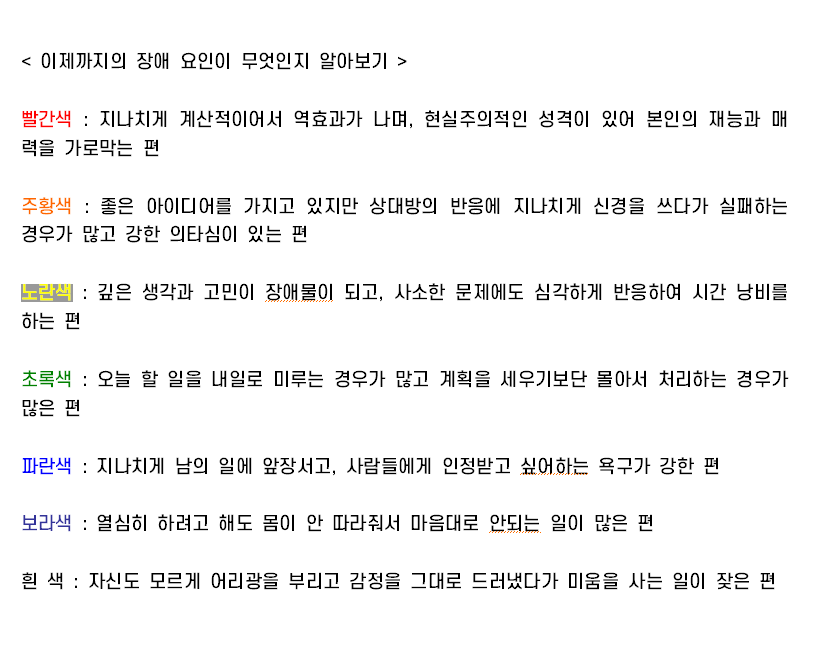 < 이제까지의 장애 요인이 무엇인지 알아보기 >
빨간색 : 지나치게 계산적이어서 역효과가 나며, 현실주의적인 성격이 있어 본인의 재능과 매
력을 가로막는 편
주황색 : 좋은 아이디어를 가지고 있지만 상대방의 반응에 지나치게 신경을 쓰다가 실패하는
경우가 많고 강한 의타심이 있는 편
노란색 : 깊은 생각과 고민이 장애물이 되고, 사소한 문제에도 심각하게 반응하여 시간 낭비를
하는 편
초록색 : 오늘 할 일을 내일로 미루는 경우가 많고 계획을 세우기보단 몰아서 처리하는 경우가
많은 편
파란색 : 지나치게 남의 일에 앞장서고, 사람들에게 인정받고 싶어하는 욕구가 강한 편
보라색 : 열심히 하려고 해도 몸이 안 따라줘서 마음대로 안되는 일이 많은 편
흰 색 : 자신도 모르게 어리광을 부리고 감정을 그대로 드러냈다가 미움을 사는 일이 잦은 편